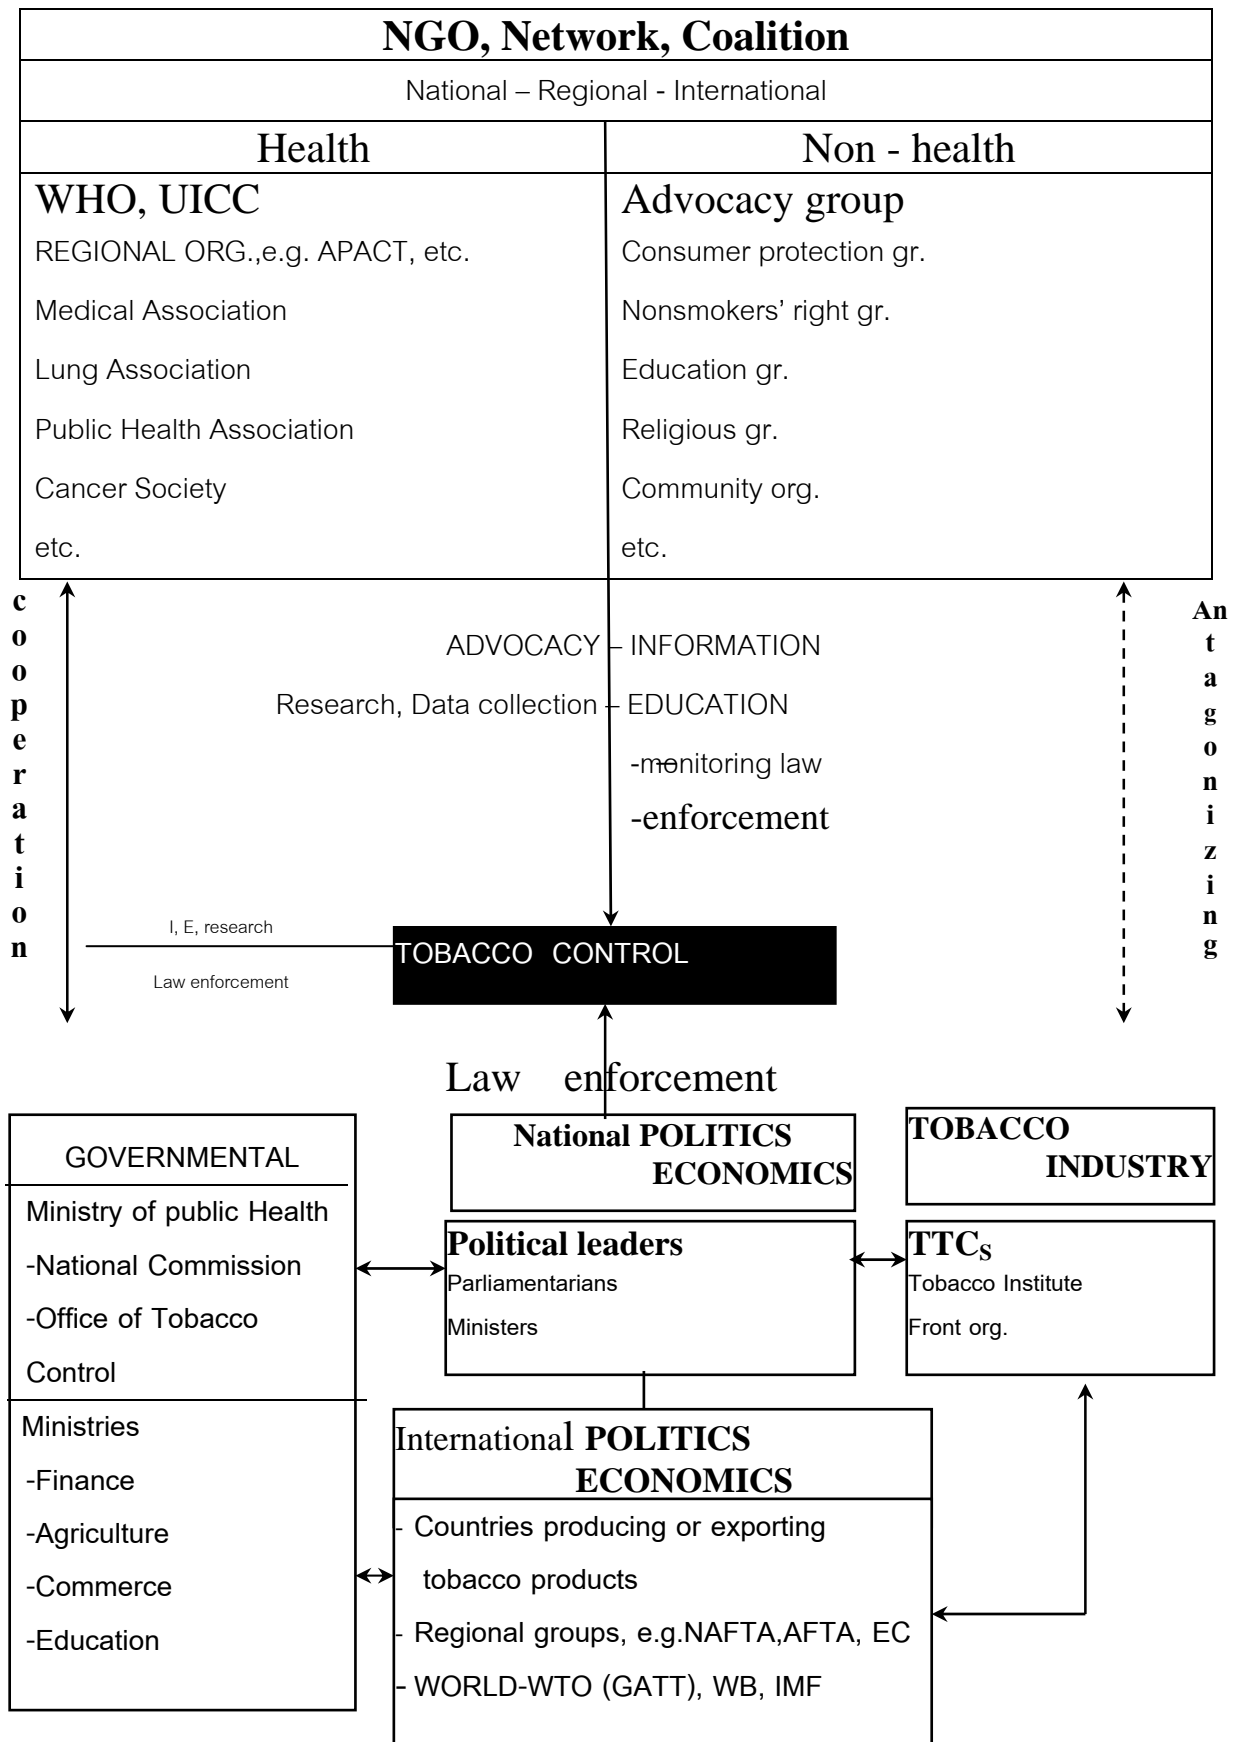 NGO, Network, Coalition
National – Regional - International
Health
Non - health
WHO, UICC
REGIONAL ORG.,e.g. APACT, etc.
Medical Association
Lung Association
Public Health Association
Cancer Society
etc.
Advocacy group
Consumer protection gr.
Nonsmokers’ right gr.
Education gr.
Religious gr.
Community org.
etc.
cooperation
ADVOCACY – INFORMATION
Research, Data collection – EDUCATION
-monitoring law
-enforcement
Antagonizing
I, E, research
Law enforcement
TOBACCO CONTROL
Law enforcement
GOVERNMENTAL
Ministry of public Health
-National Commission
-Office of Tobacco
Control
Ministries
-Finance
-Agriculture
-Commerce
-Education
National POLITICS
ECONOMICS
Political leaders
Parliamentarians
Ministers
TOBACCO
INDUSTRY
TTCs
Tobacco Institute
Front org.
International POLITICS
ECONOMICS
- Countries producing or exporting
tobacco products
- Regional groups, e.g.NAFTA,AFTA, EC
- WORLD-WTO (GATT), WB, IMF